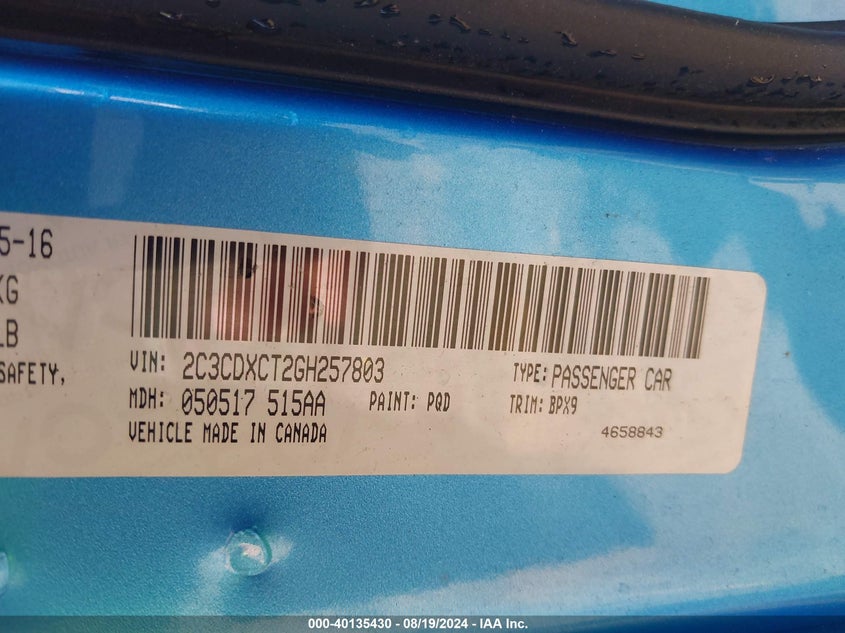 5-16
KG
LB
SAFETY,
VIN: 2C3CDXCT2GH257803 TYPE: PASSENGER CAR
MDH: 050517 515AA PAINT: PQD TRIM: BPX9
VEHICLE MADE IN CANADA 4658843
000-40135430 - 08/19/2024 - IAA Inc.